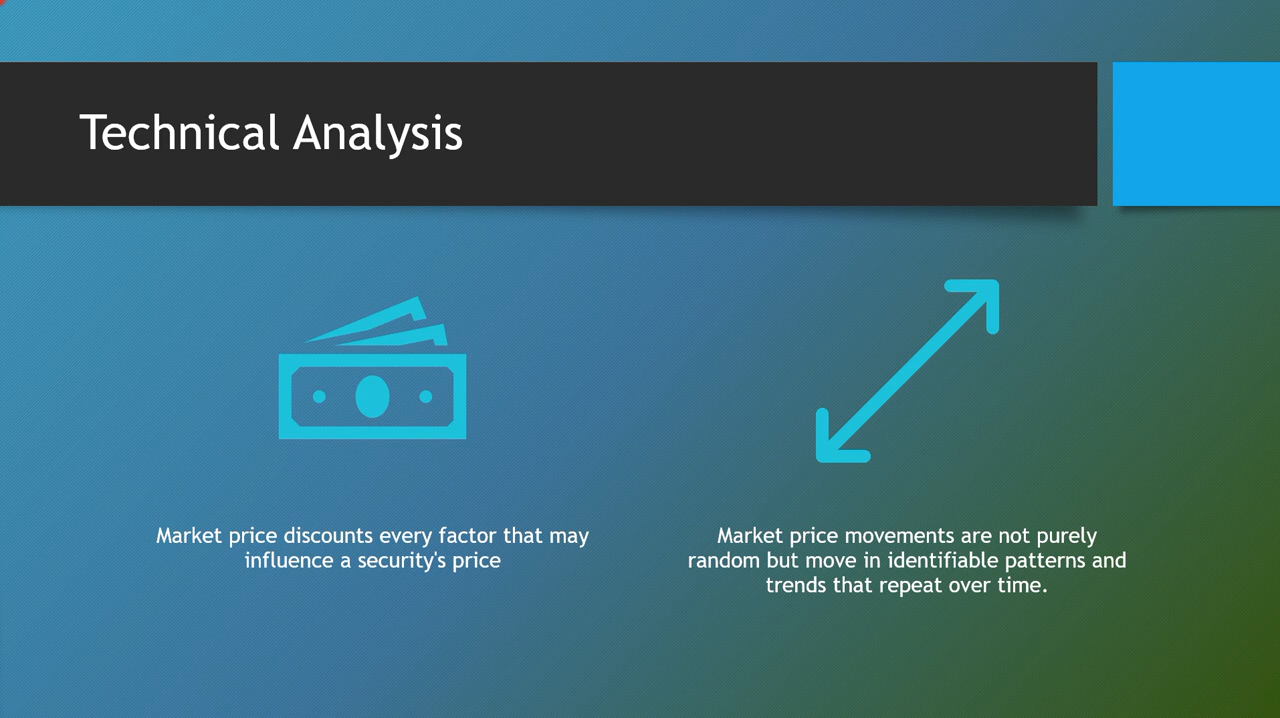 Technical Analysis
Market price discounts every factor that may
influence a security's price
Market price movements are not purely
random but move in identifiable patterns and
trends that repeat over time.